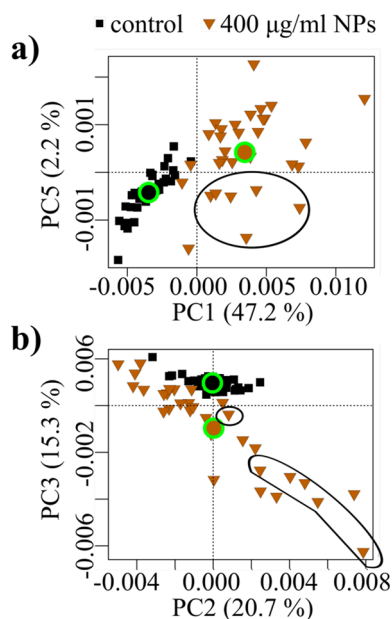 control 400 μg/ml NPs
a)
PC5 (2.2 %)
0.001
-0.001
-0.005 0.000 0.005 0.010
PC1 (47.2 %)
b)
PC3 (15.3 %)
0.006
-0.002
-0.006
-0.004 0.000 0.004 0.008
PC2 (20.7 %)